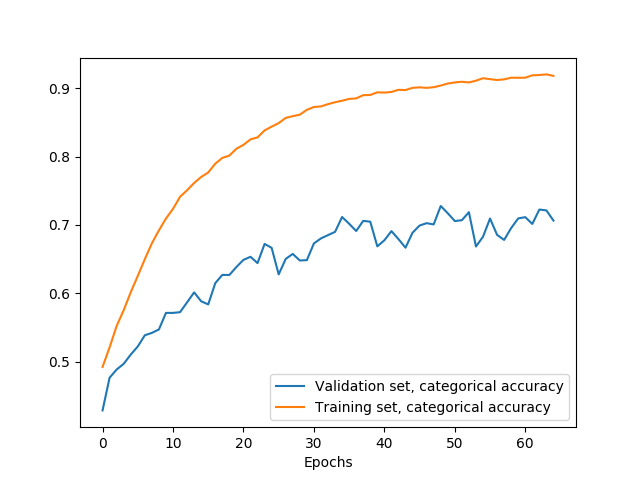 0.9
0.8
0.7
0.6
0.5
Validation set, categorical accuracy
Training set, categorical accuracy
0 10 20 30 40 50 60
Epochs